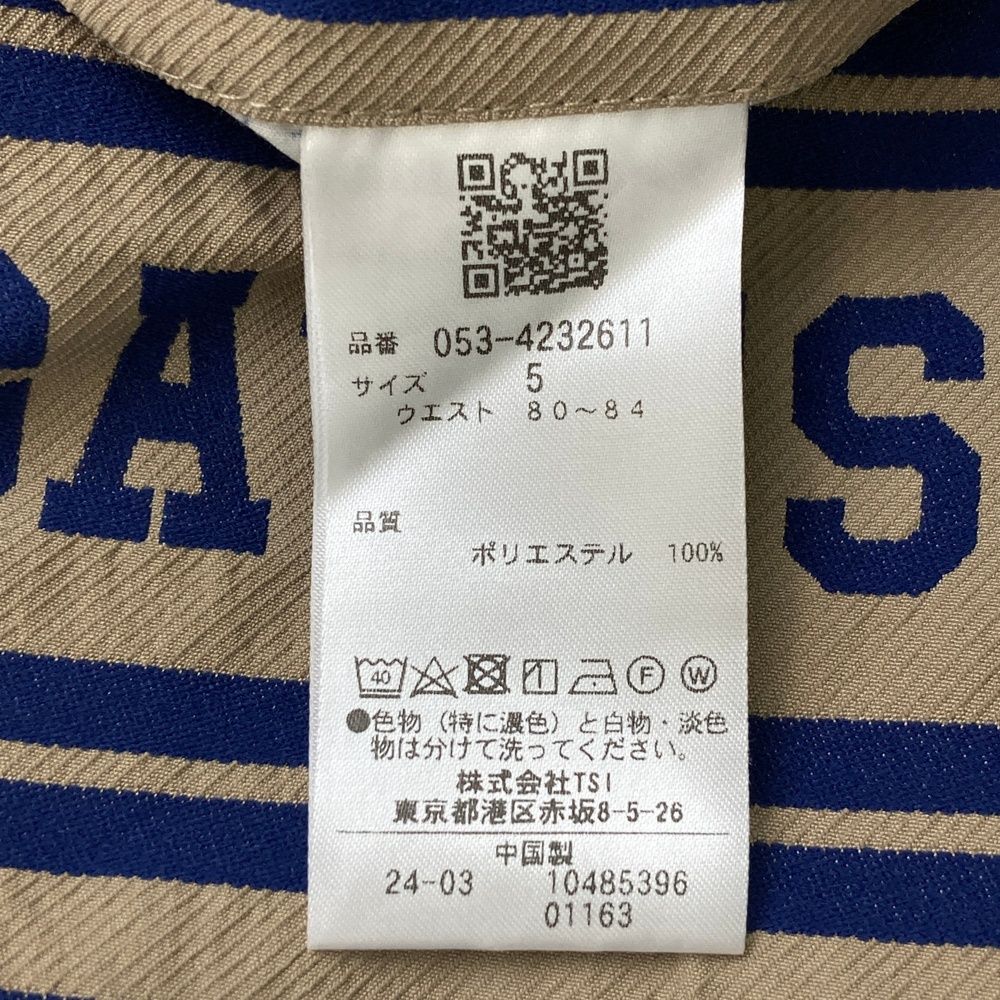 品番 053-4232611
サイズ 5
ウエスト 80～84
品質
ポリエステル 100%
40
F W
●色物（特に濃色）と白物・淡色
物は分けて洗ってください。
株式会社TSI
東京都港区赤坂8-5-26
中国製
24-03 10485396
01163
A
S